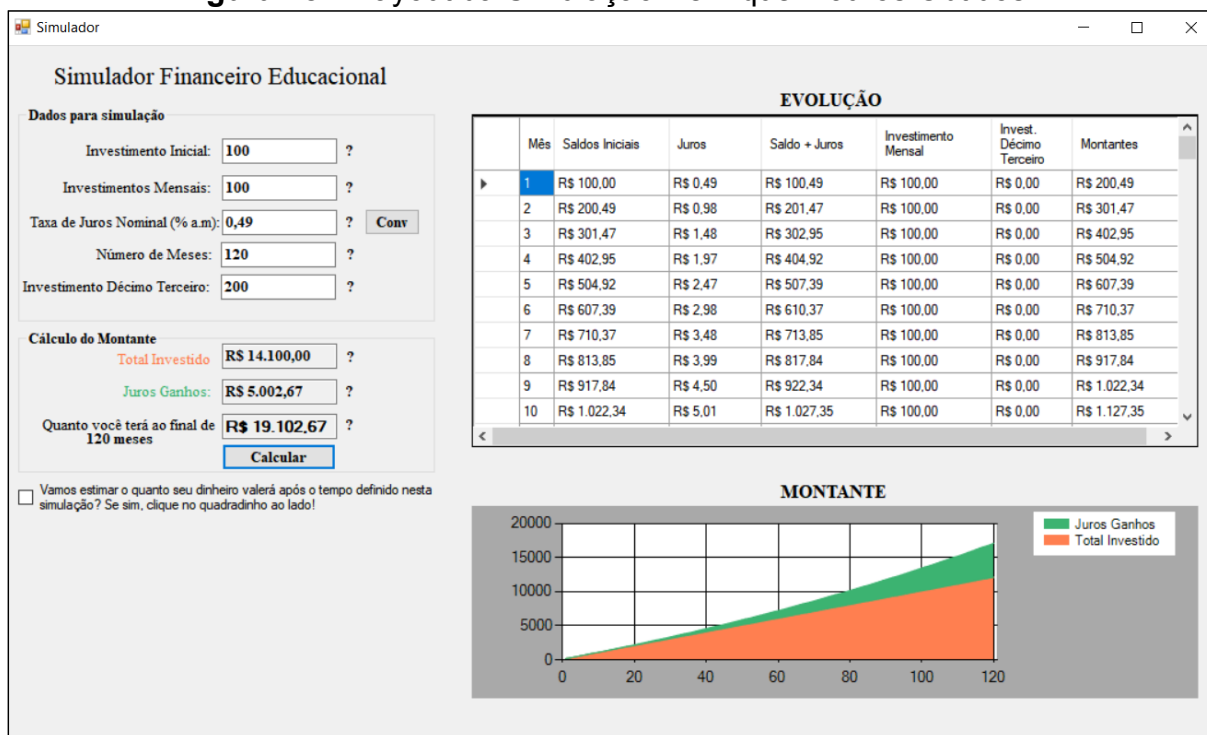 Simulador
Simulador Financeiro Educacional
Dados para simulação
Investimento Inicial: 100 ?
Investimentos Mensais: 100 ?
Taxa de Juros Nominal (% a.m): 0,49 ? Conv
Número de Meses: 120 ?
Investimento Décimo Terceiro: 200 ?
Cálculo do Montante
Total Investido R$ 14.100,00 ?
Juros Ganhos: R$ 5.002,67 ?
Quanto você terá ao final de
120 meses
R$ 19.102,67 ?
Calcular
Vamos estimar o quanto seu dinheiro valerá após o tempo definido nesta
simulação? Se sim, clique no quadradinho ao lado!
EVOLUÇÃO
Mês Saldos Iniciais Juros Saldo + Juros Investimento Mensal Invest. Décimo Terceiro Montantes
1 R$ 100,00 R$ 0,49 R$ 100,49 R$ 100,00 R$ 0,00 R$ 200,49
2 R$ 200,49 R$ 0,98 R$ 201,47 R$ 100,00 R$ 0,00 R$ 301,47
3 R$ 301,47 R$ 1,48 R$ 302,95 R$ 100,00 R$ 0,00 R$ 402,95
4 R$ 402,95 R$ 1,97 R$ 404,92 R$ 100,00 R$ 0,00 R$ 504,92
5 R$ 504,92 R$ 2,47 R$ 507,39 R$ 100,00 R$ 0,00 R$ 607,39
6 R$ 607,39 R$ 2,98 R$ 610,37 R$ 100,00 R$ 0,00 R$ 710,37
7 R$ 710,37 R$ 3,48 R$ 713,85 R$ 100,00 R$ 0,00 R$ 813,85
8 R$ 813,85 R$ 3,99 R$ 817,84 R$ 100,00 R$ 0,00 R$ 917,84
9 R$ 917,84 R$ 4,50 R$ 922,34 R$ 100,00 R$ 0,00 R$ 1.022,34
10 R$ 1.022,34 R$ 5,01 R$ 1.027,35 R$ 100,00 R$ 0,00 R$ 1.127,35
MONTANTE
20000
15000
10000
5000
0
0 20 40 60 80 100 120
Juros Ganhos
Total Investido